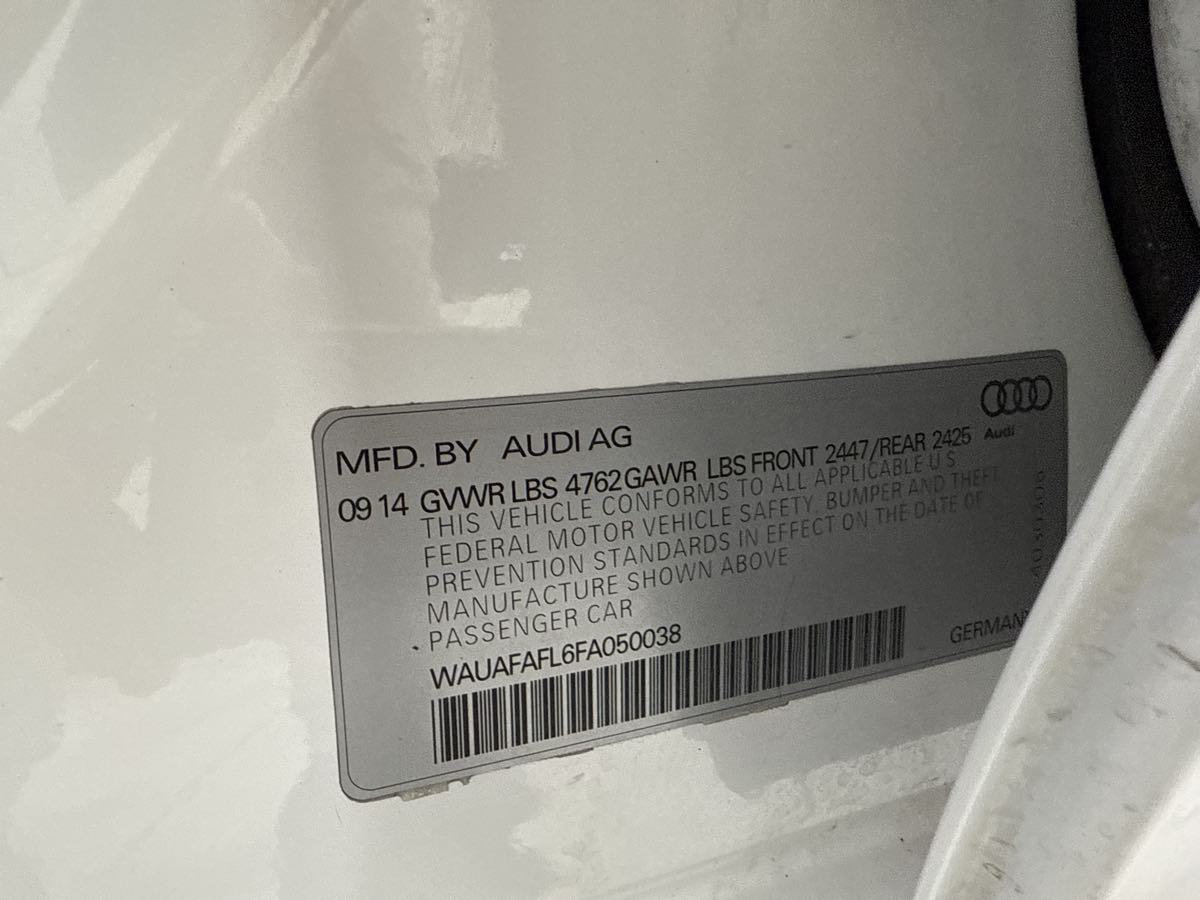 Audi
MFD. BY AUDI AG
09 14 GVWR LBS 4762 GAWR LBS FRONT 2447/REAR 2425
THIS VEHICLE CONFORMS TO ALL APPLICABLE U S
FEDERAL MOTOR VEHICLE SAFETY, BUMPER AND THEFT
PREVENTION STANDARDS IN EFFECT ON THE DATE OF
MANUFACTURE SHOWN ABOVE
PASSENGER CAR
WAUAFAFL6FA050038